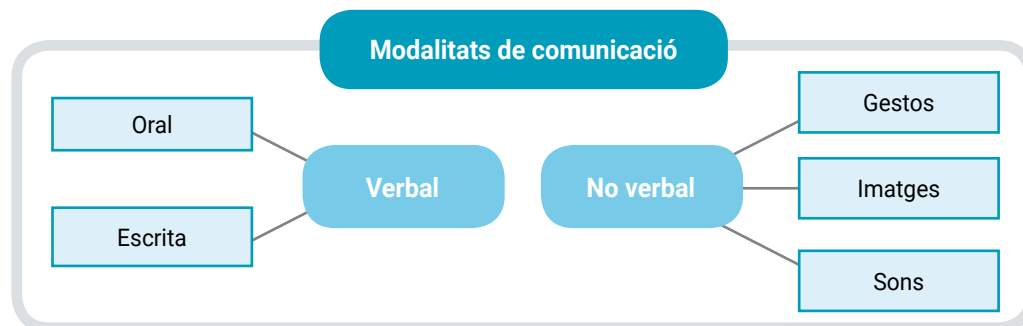 Modalitats de comunicació
Oral
Escrita
Verbal
No verbal
Gestos
Imatges
Sons